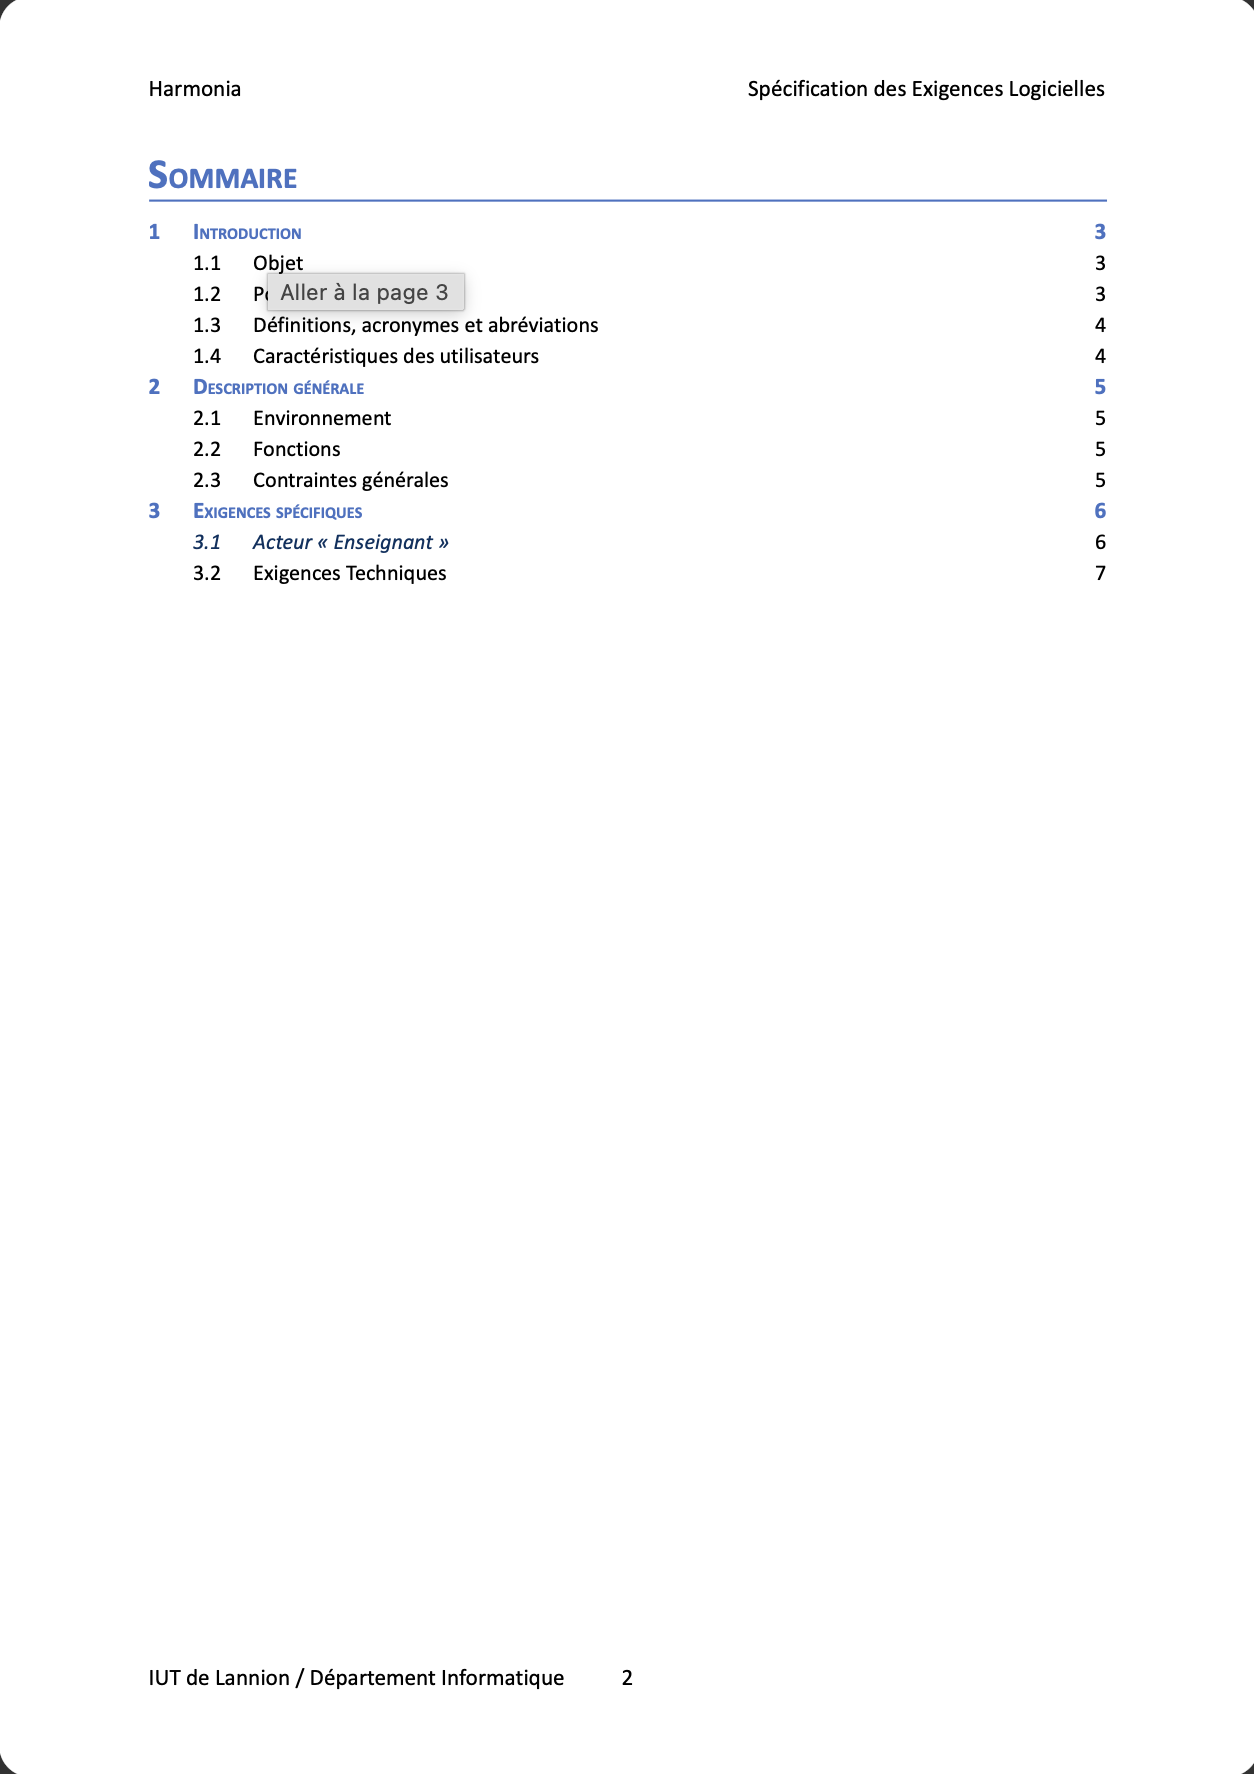 Harmonia Spécification des Exigences Logicielles
Sommaire
1 Introduction 3
1.1 Objet 3
1.2 3
Aller à la page 3
1.3 Définitions, acronymes et abréviations 4
1.4 Caractéristiques des utilisateurs 4
2 Description générale 5
2.1 Environnement 5
2.2 Fonctions 5
2.3 Contraintes générales 5
3 Exigences spécifiques 6
3.1 Acteur « Enseignant » 6
3.2 Exigences Techniques 7
IUT de Lannion / Département Informatique 2